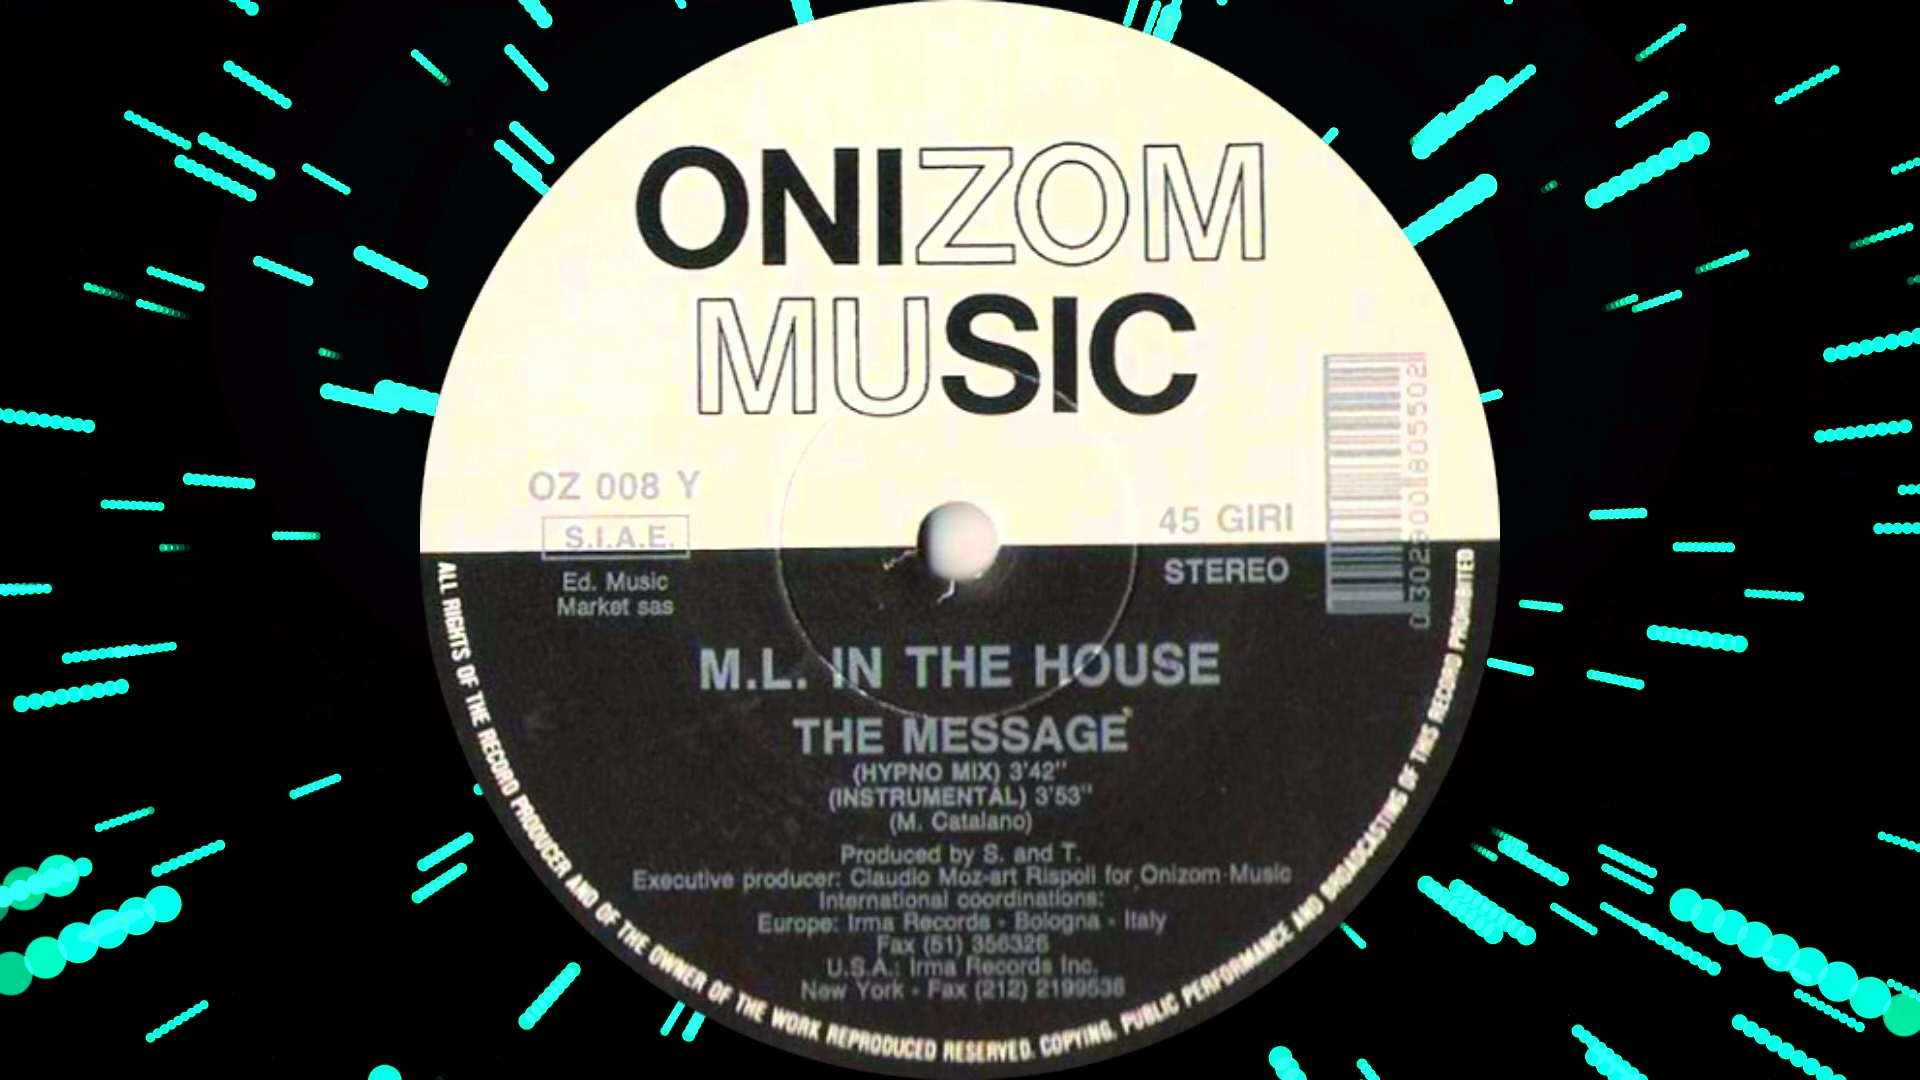 ONIZOM
MUSIC
OZ 008 Y
S.I.A.E.
Ed. Music
Market sas
45 GIRI
STEREO
M.L. IN THE HOUSE
THE MESSAGE
(HYPNO MIX) 3'42"
(INSTRUMENTAL) 3'53"
(M. Catalano)
Produced by S. and T.
Executive producer: Claudio Moz-art Rispoli for Onizom-Music
International coordinations:
Europe: Irma Records - Bologna - Italy
Fax (51) 356326
U.S.A.: Irma Records Inc.
New York - Fax (212) 2199536
ALL RIGHTS OF THE RECORD PRODUCER AND OF THE OWNER OF THE WORK REPRODUCED RESERVED. COPYING, PUBLIC PERFORMANCE AND BROADCASTING OF THIS RECORD PROHIBITED